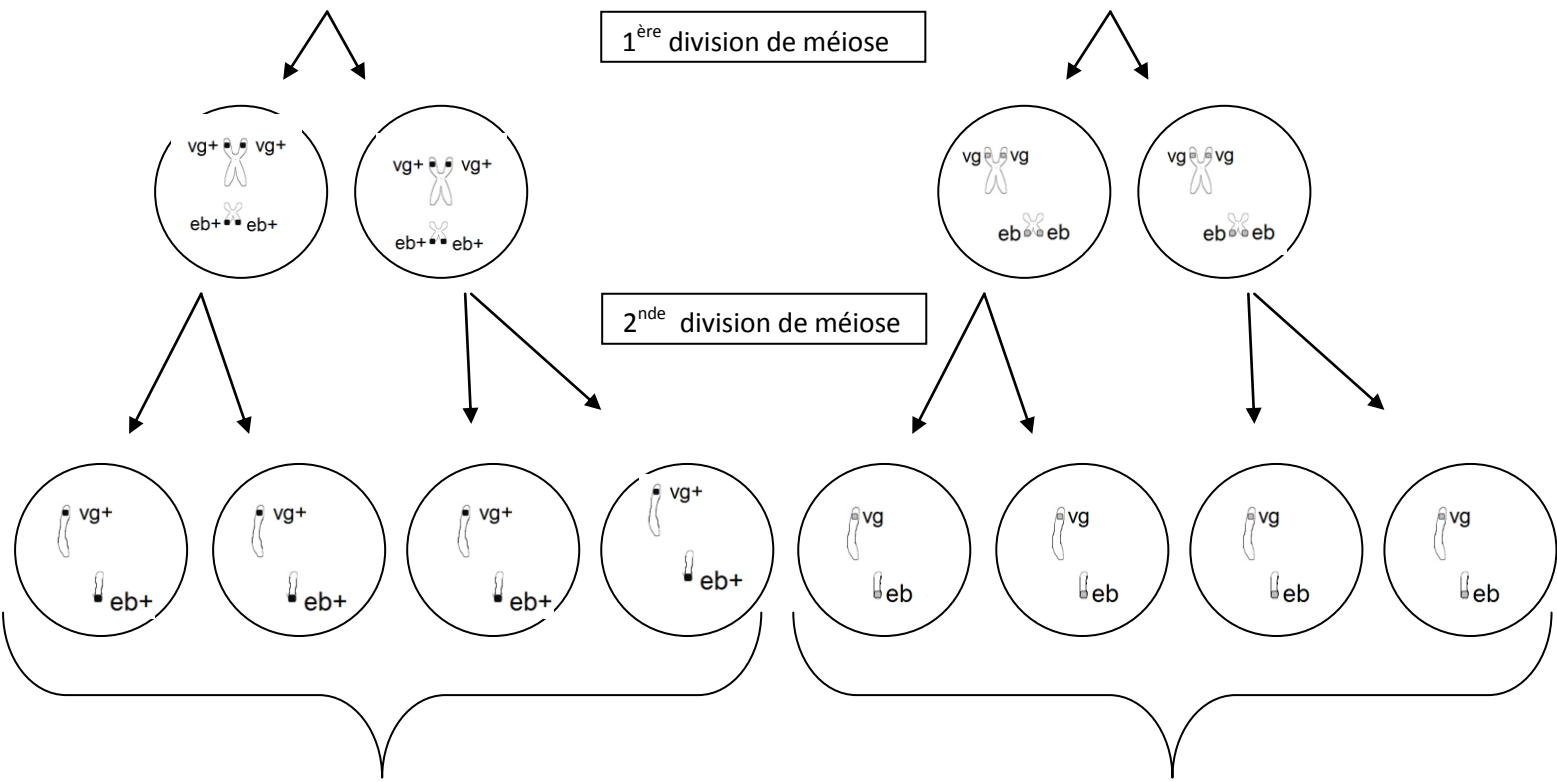 1ère division de méiose
vg+ vg+
eb+ eb+
vg+ vg+
eb+ eb+
vg vg
eb eb
vg vg
eb eb
2nde division de méiose
vg+
eb+
vg+
eb+
vg+
eb+
vg+
eb+
vg
eb
vg
eb
vg
eb
vg
eb